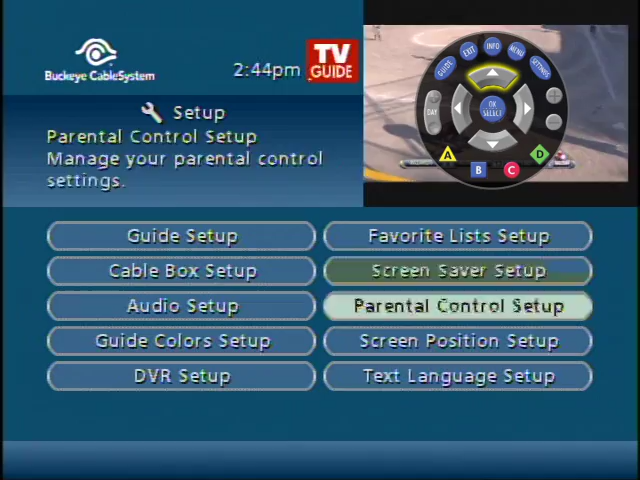 Buckeye CableSystem
2:44pm
TV
GUIDE
Setup
Parental Control Setup
Manage your parental control
settings.
GUIDE
EXIT
INFO
MENU
SETTINGS
DAY
OK
SELECT
A
B
C
D
Guide Setup
Favorite Lists Setup
Cable Box Setup
Screen Saver Setup
Audio Setup
Parental Control Setup
Guide Colors Setup
Screen Position Setup
DVR Setup
Text Language Setup